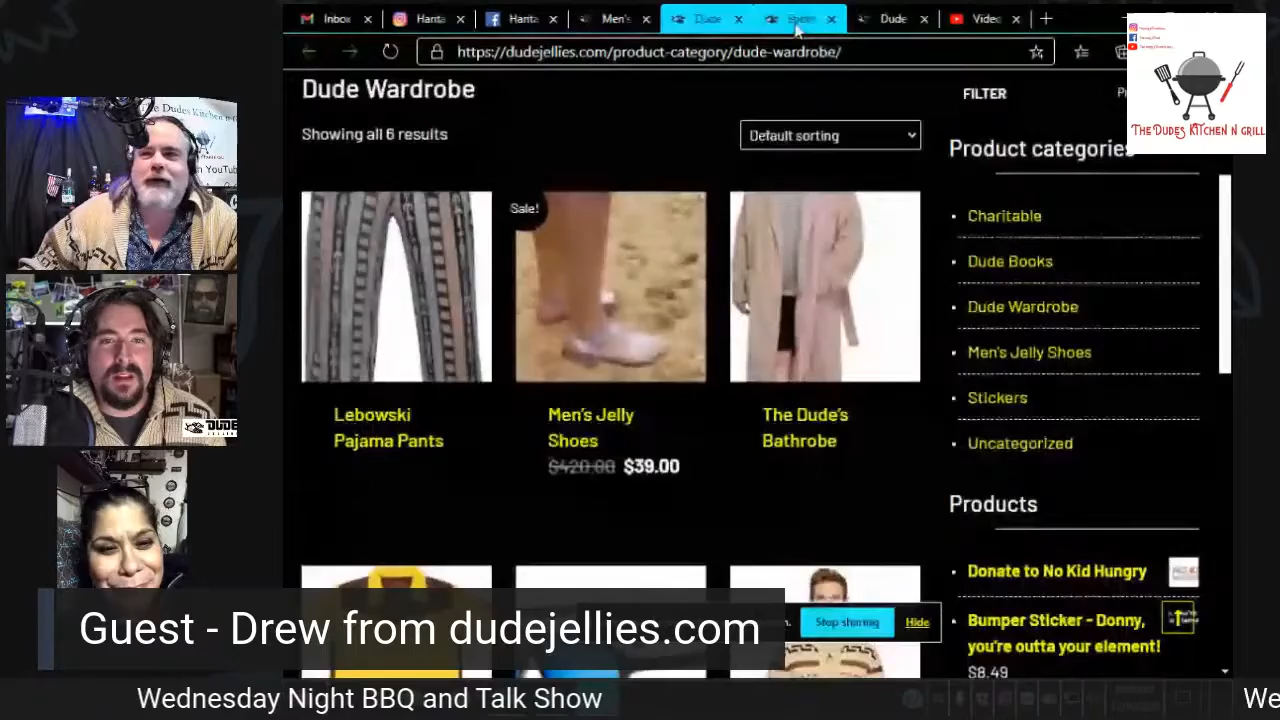 Inbox
Harita
Harita
Men's
Dude
Dude
Video
https://dudejellies.com/product-category/dude-wardrobe/
Dude Wardrobe
Showing all 6 results
Default sorting
FILTER
Product categories
Charitable
Dude Books
Dude Wardrobe
Men's Jelly Shoes
Stickers
Uncategorized
Sale!
Lebowski
Pajama Pants
Men's Jelly
Shoes
$420.00 $39.00
The Dude's
Bathrobe
Products
Donate to No Kid Hungry
Bumper Sticker - Donny,
you're outta your element!
$8.49
Stop sharing
Hide
THE DUDES KITCHEN N GRILL
DUDE
Guest - Drew from dudejellies.com
Wednesday Night BBQ and Talk Show
We